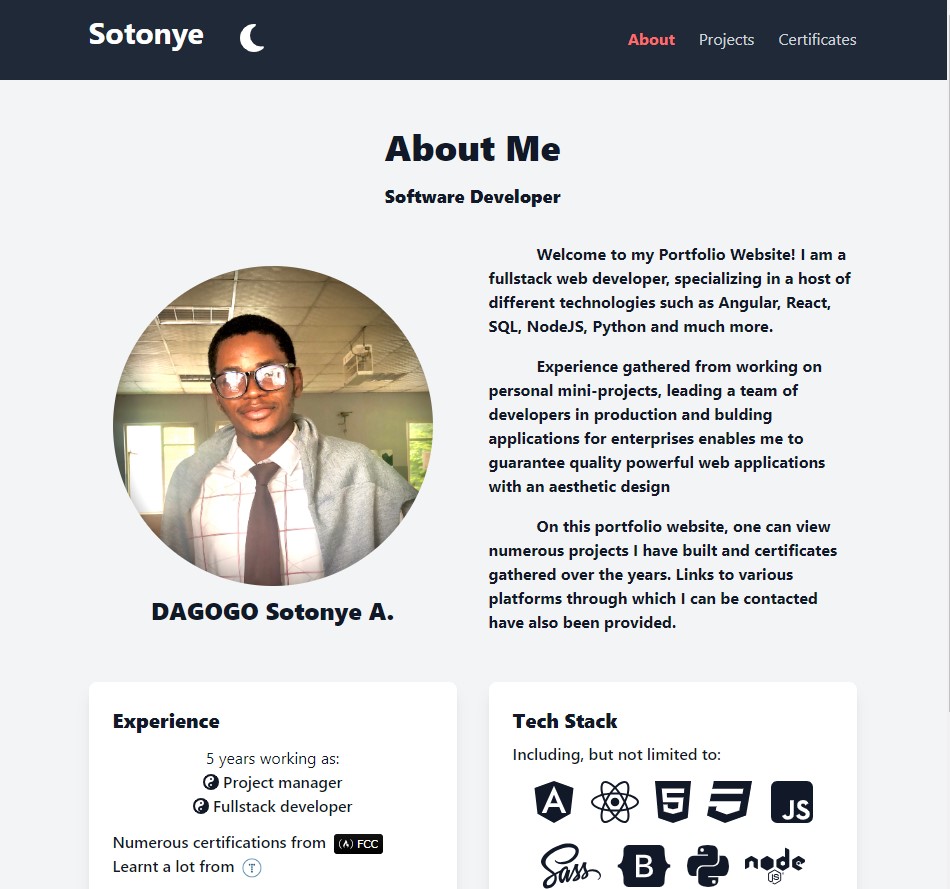 Sotonye
About Projects Certificates
About Me
Software Developer
Welcome to my Portfolio Website! I am a
fullstack web developer, specializing in a host of
different technologies such as Angular, React,
SQL, NodeJS, Python and much more.
Experience gathered from working on
personal mini-projects, leading a team of
developers in production and bulding
applications for enterprises enables me to
guarantee quality powerful web applications
with an aesthetic design
On this portfolio website, one can view
numerous projects I have built and certificates
gathered over the years. Links to various
platforms through which I can be contacted
have also been provided.
DAGOGO Sotonye A.
Experience
5 years working as:
Project manager
Fullstack developer
Numerous certifications from FCC
Learnt a lot from T
Tech Stack
Including, but not limited to:
A 5 3 JS
Sass B node
JS